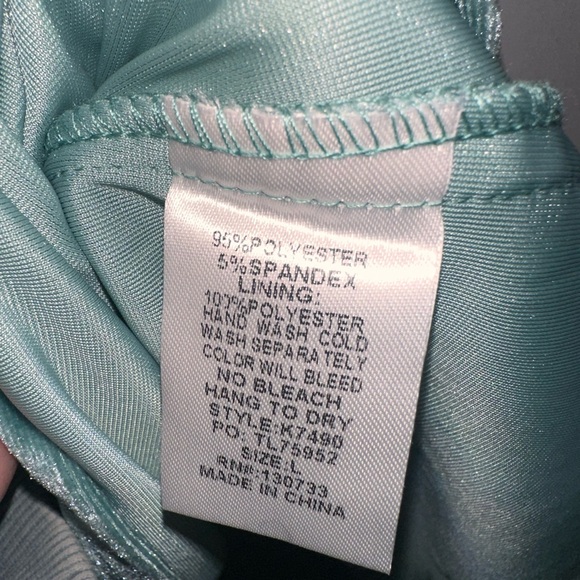 95%POLYESTER
5%SPANDEX
LINING:
100%POLYESTER
HAND WASH COLD
WASH SEPARATELY
COLOR WILL BLEED
NO BLEACH
HANG TO DRY
STYLE:K7490
PO: TL75952
SIZE:L
RN#:130733
MADE IN CHINA